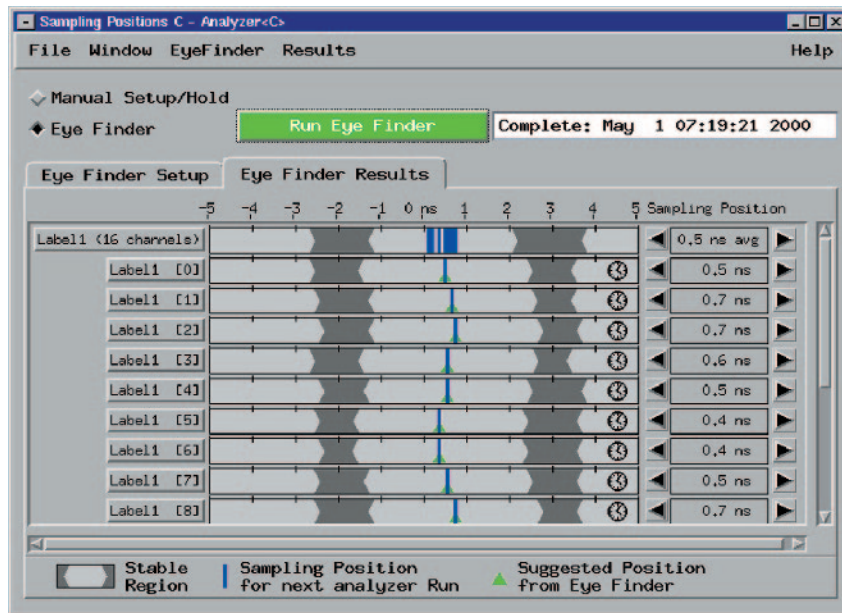 Sampling Positions C - Analyzer<C>
File Window EyeFinder Results Help
Manual Setup/Hold
Eye Finder Run Eye Finder Complete: May 1 07:19:21 2000
Eye Finder Setup Eye Finder Results
-5 -4 -3 -2 -1 0 ns 1 2 3 4 5 Sampling Position
Label1 (16 channels) 0.5 ns avg
Label1 [0] 0.5 ns
Label1 [1] 0.7 ns
Label1 [2] 0.7 ns
Label1 [3] 0.6 ns
Label1 [4] 0.5 ns
Label1 [5] 0.4 ns
Label1 [6] 0.4 ns
Label1 [7] 0.5 ns
Label1 [8] 0.7 ns
Stable Region
Sampling Position for next analyzer Run
Suggested Position from Eye Finder